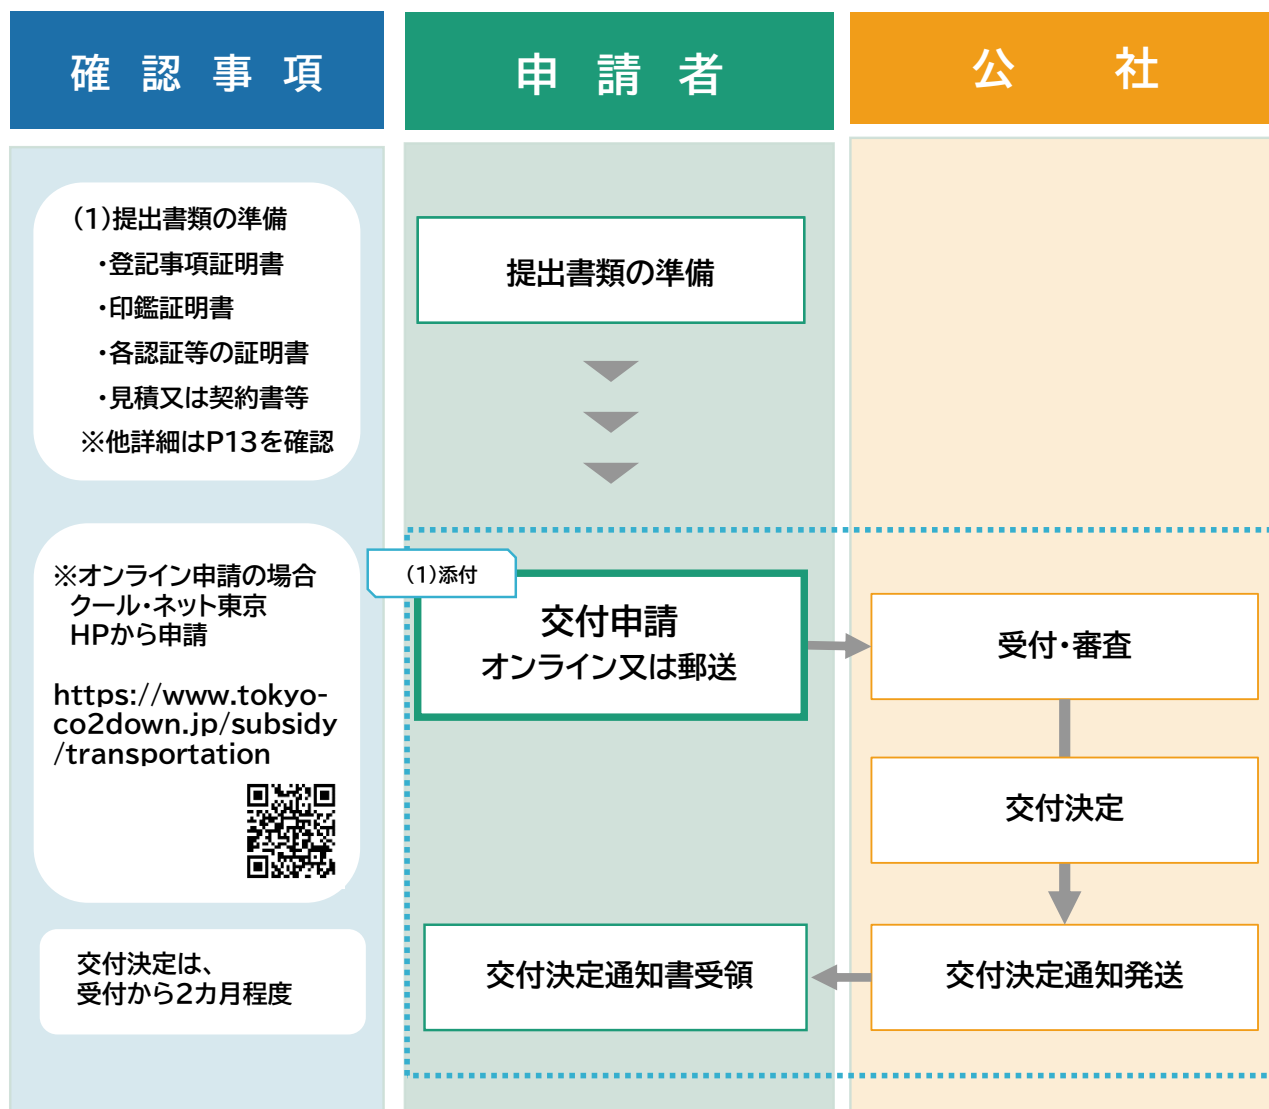 確認事項
申請者
公社
(1)提出書類の準備
・登記事項証明書
・印鑑証明書
・各認証等の証明書
・見積又は契約書等
※他詳細はP13を確認
提出書類の準備
※オンライン申請の場合
クール・ネット東京
HPから申請
https://www.tokyo-
co2down.jp/subsidy
/transportation
(1)添付
交付申請
オンライン又は郵送
受付・審査
交付決定
交付決定は、
受付から2カ月程度
交付決定通知書受領
交付決定通知発送